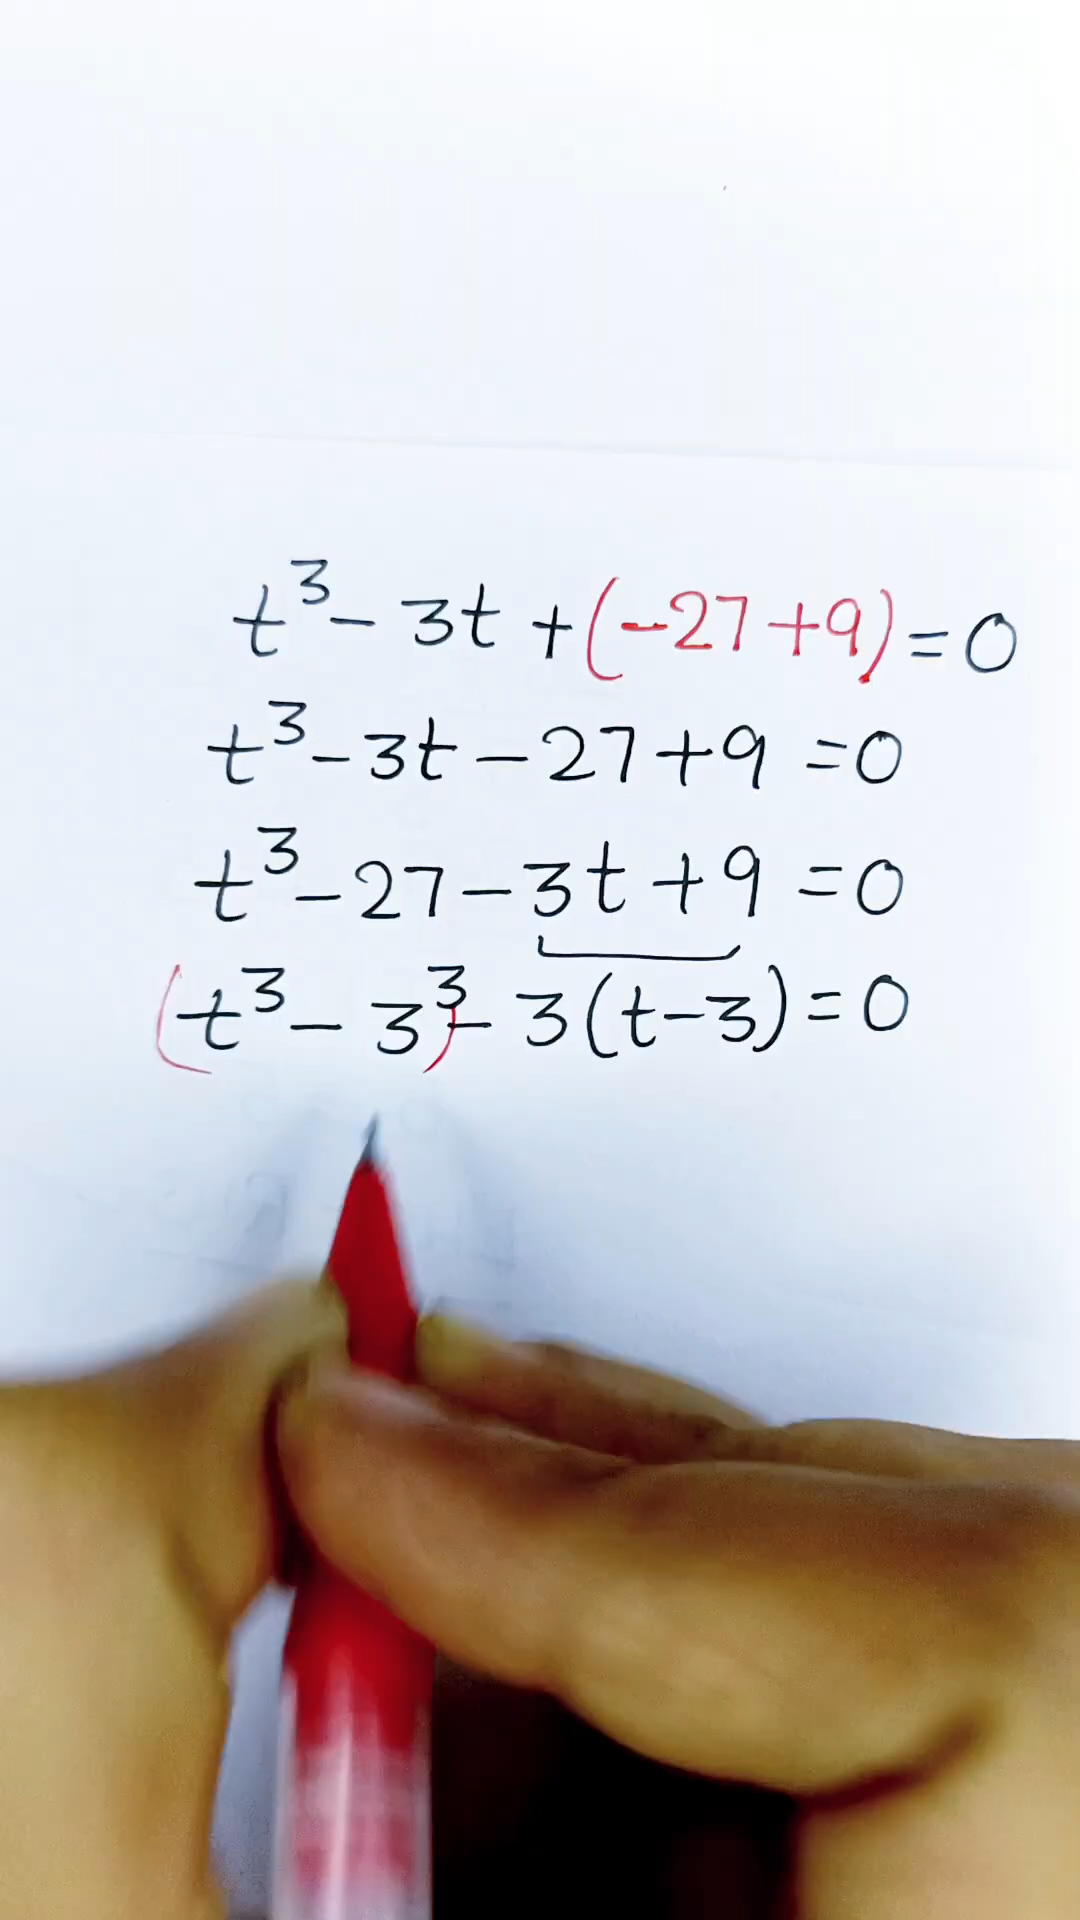 t³ - 3t + (-27 + 9) = 0
t³ - 3t - 27 + 9 = 0
t³ - 27 - 3t + 9 = 0
(t³ - 3³) - 3(t - 3) = 0